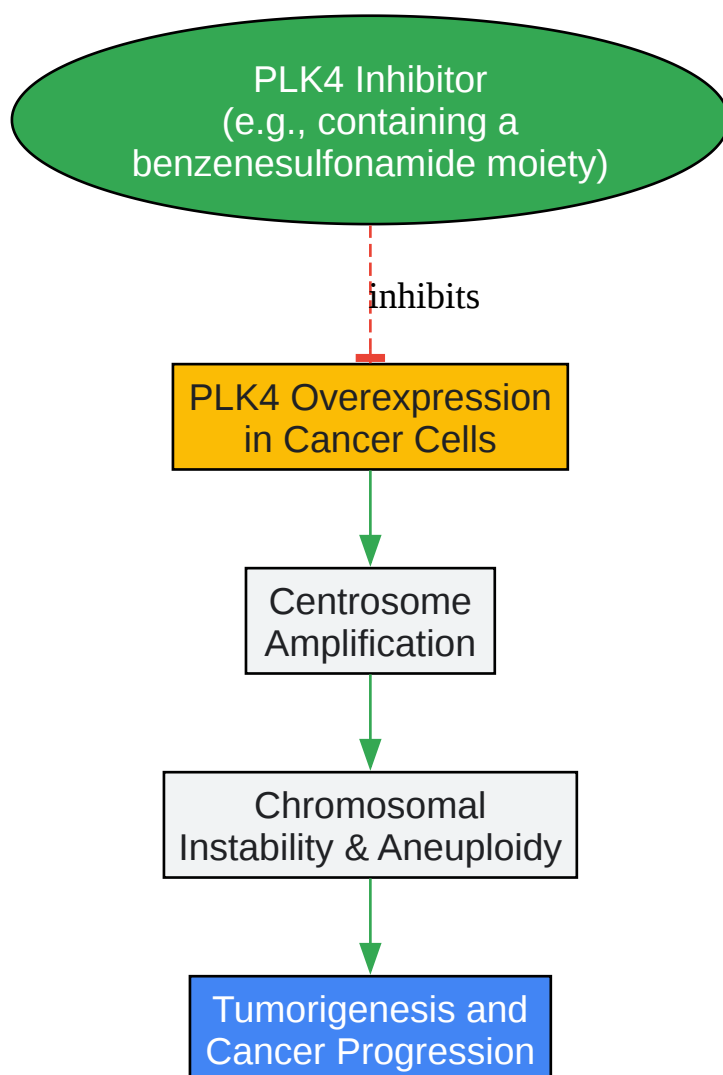 PLK4 Inhibitor
(e.g., containing a
benzenesulfonamide moiety)
inhibits
PLK4 Overexpression
in Cancer Cells
Centrosome
Amplification
Chromosomal
Instability & Aneuploidy
Tumorigenesis and
Cancer Progression